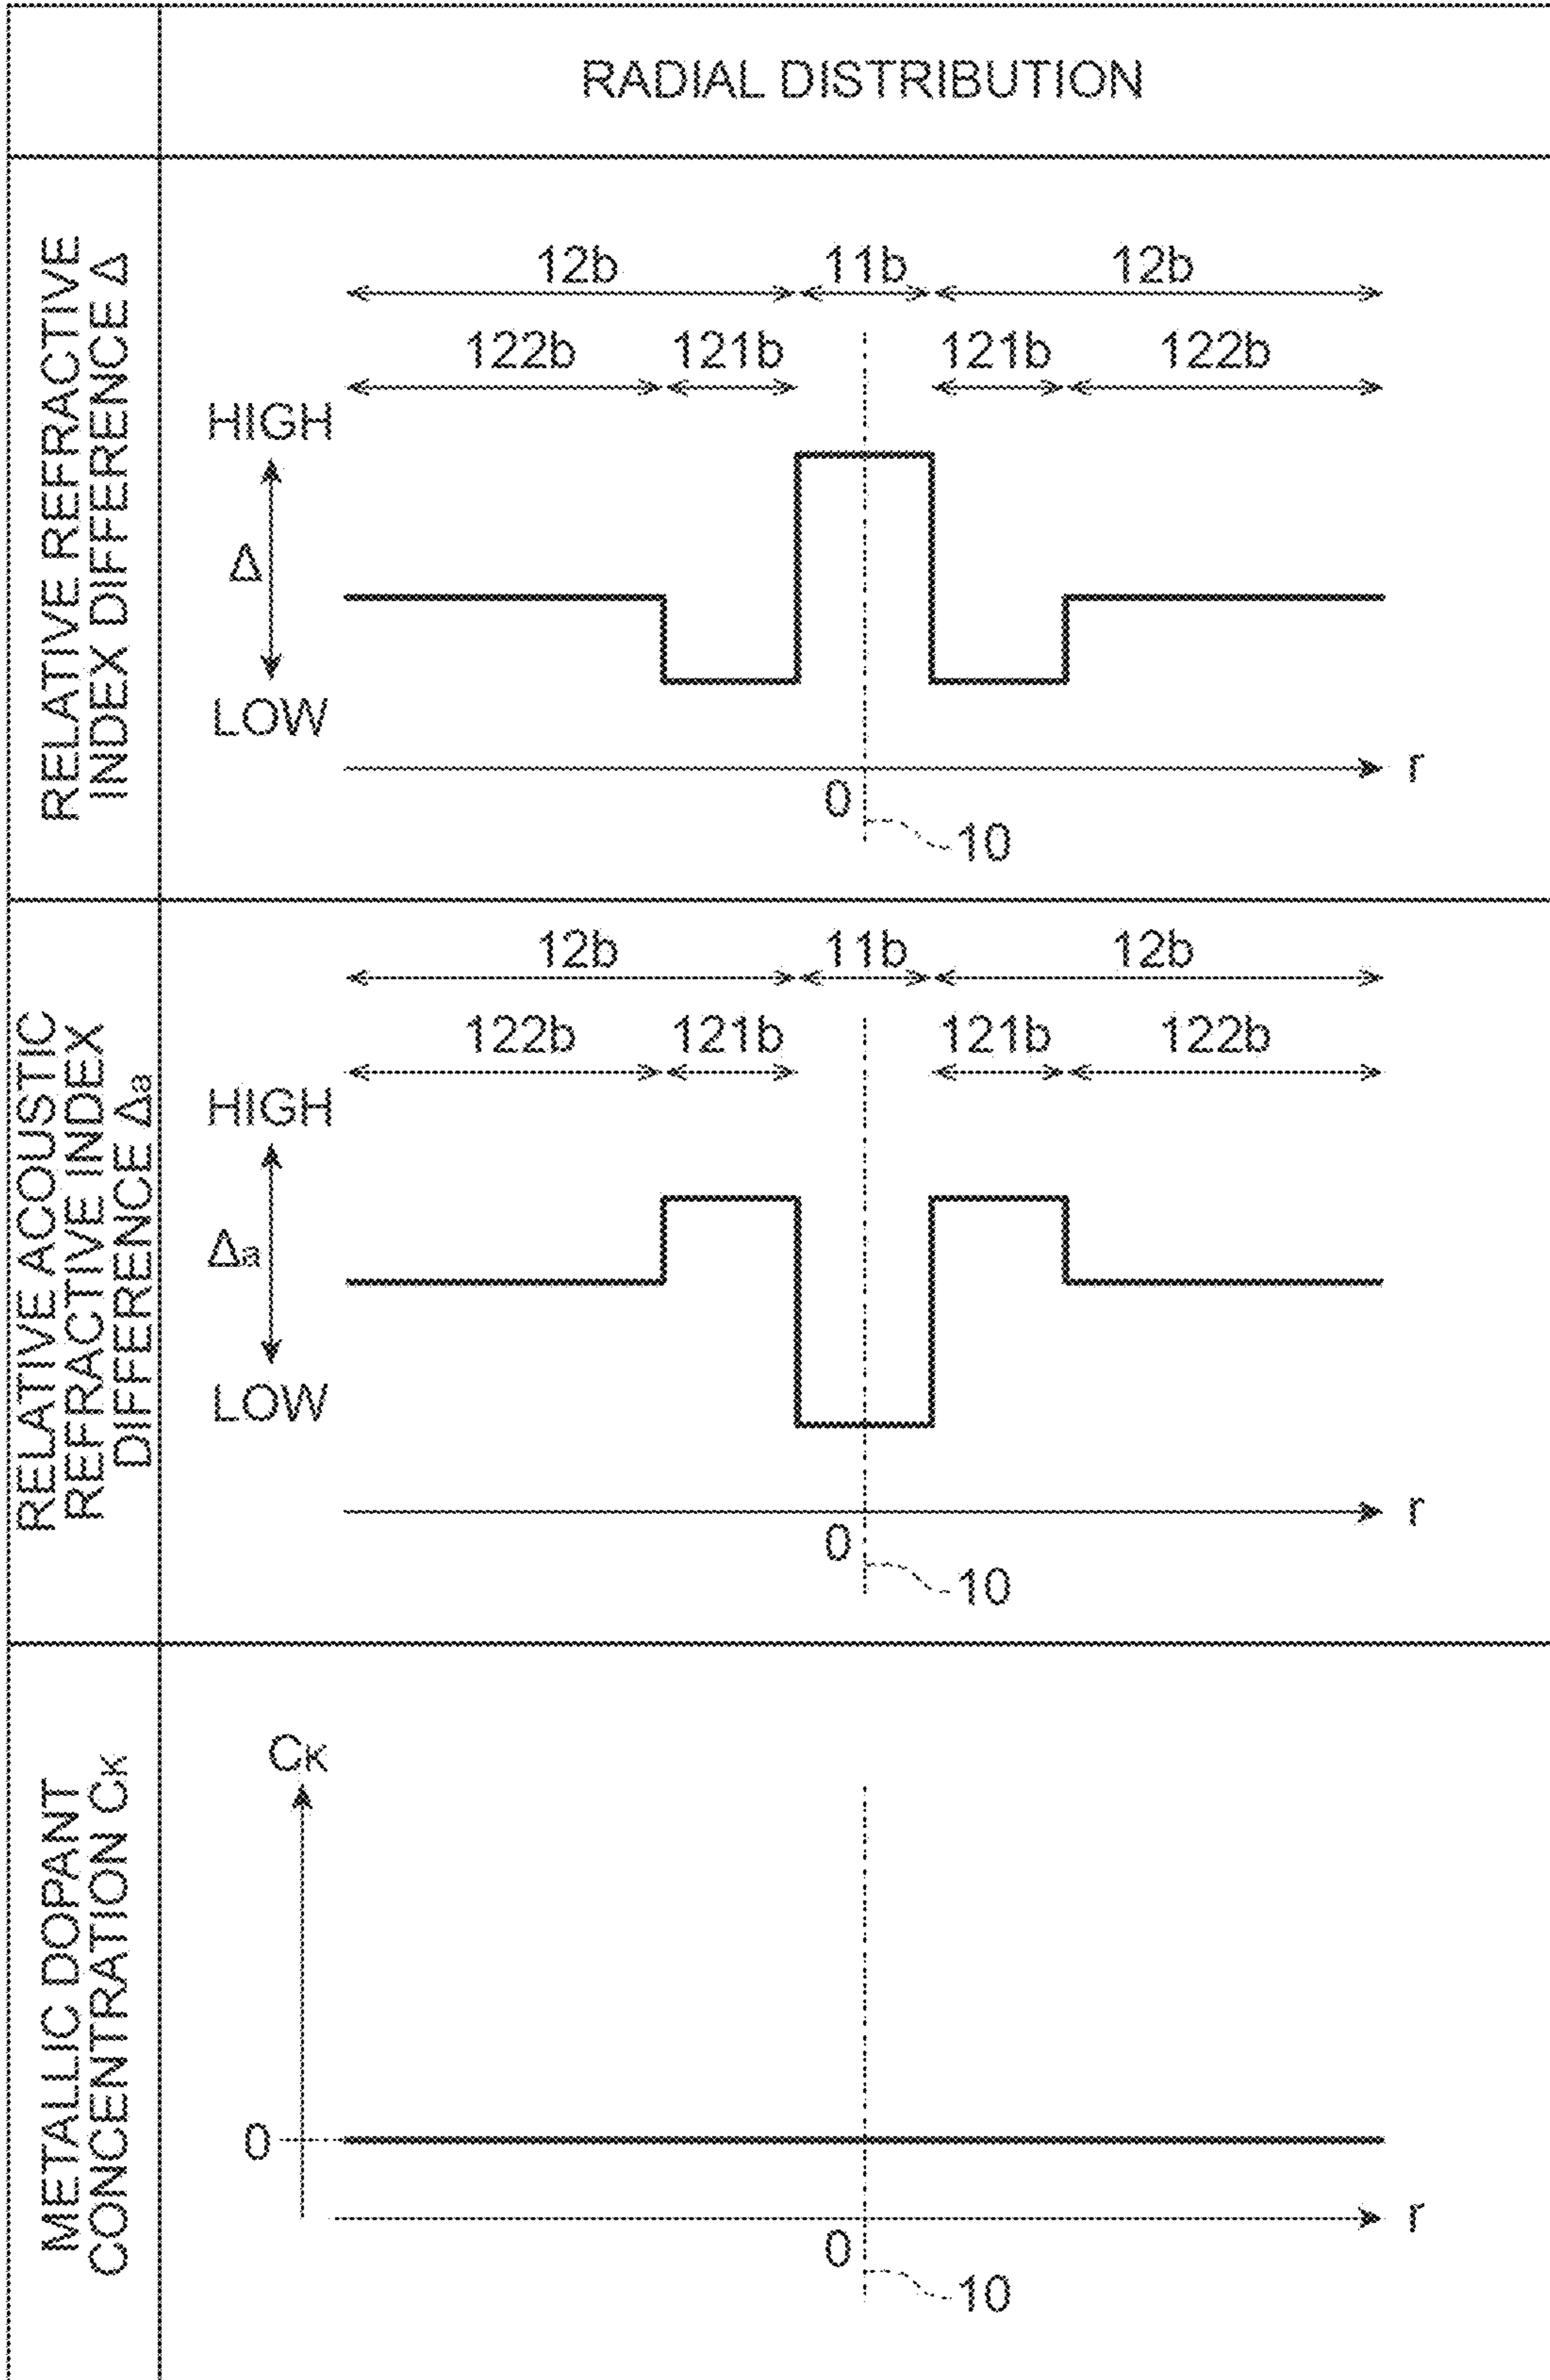 RADIAL DISTRIBUTION
RELATIVE REFRACTIVE
INDEX DIFFERENCE Δ
12b 11b 12b
122b 121b 121b 122b
HIGH
Δ
LOW
r
0
10
RELATIVE ACOUSTIC
REFRACTIVE INDEX
DIFFERENCE Δa
12b 11b 12b
122b 121b 121b 122b
HIGH
Δa
LOW
r
0
10
METALLIC DOPANT
CONCENTRATION CK
CK
0
r
0
10